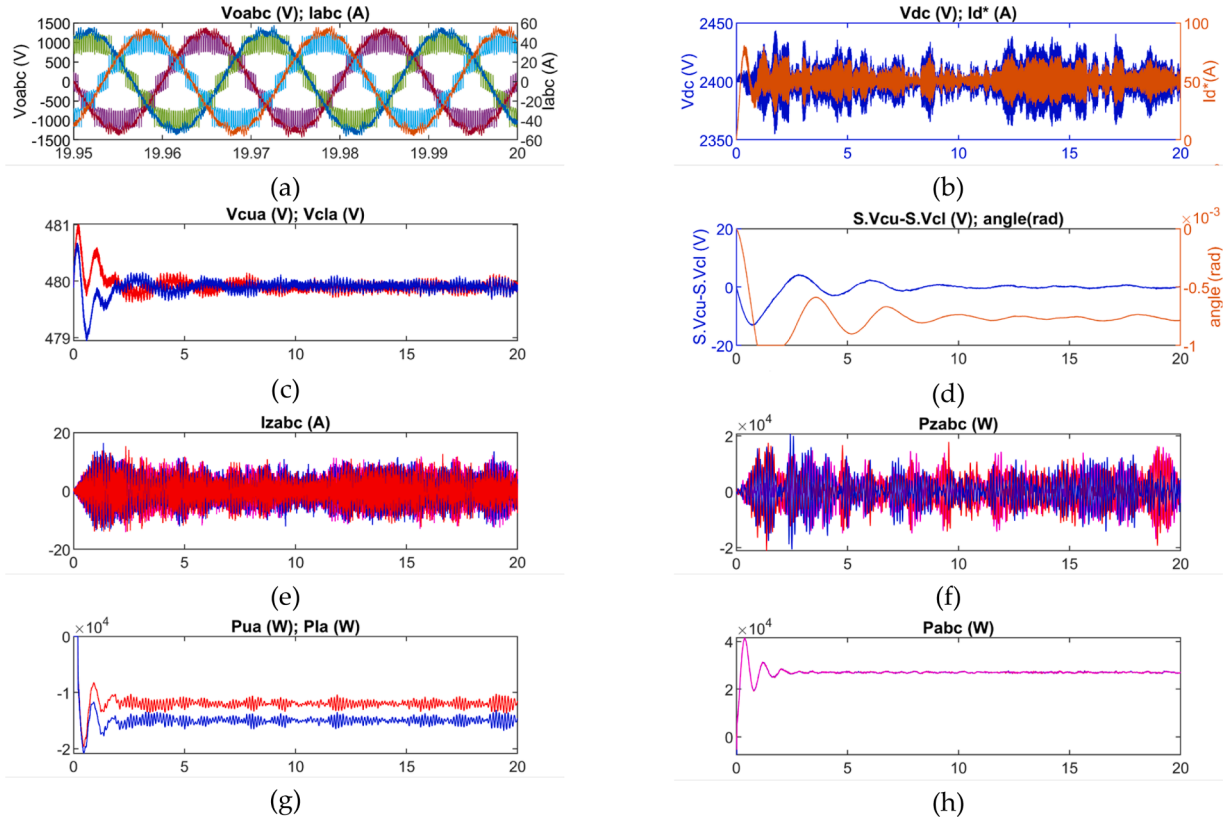 Voabc (V); Iabc (A)
Voabc (V)
1500
1000
500
0
-500
-1000
-1500
60
40
20
0
-20
-40
-60
Iabc (A)
19.95 19.96 19.97 19.98 19.99 20
(a)
Vdc (V); Id* (A)
Vdc (V)
2450
2400
2350
100
50
0
Id*(A)
0 5 10 15 20
(b)
Vcua (V); Vcla (V)
481
480
479
0 5 10 15 20
(c)
S.Vcu-S.Vcl (V); angle(rad)
S.Vcu-S.Vcl (V)
20
0
-20
×10-3
0
-0.5
-1
angle (rad)
0 5 10 15 20
(d)
Izabc (A)
20
0
-20
0 5 10 15 20
(e)
Pzabc (W)
×104
2
0
-2
0 5 10 15 20
(f)
Pua (W); Pla (W)
×104
0
-1
-2
0 5 10 15 20
(g)
Pabc (W)
×104
4
2
0
0 5 10 15 20
(h)